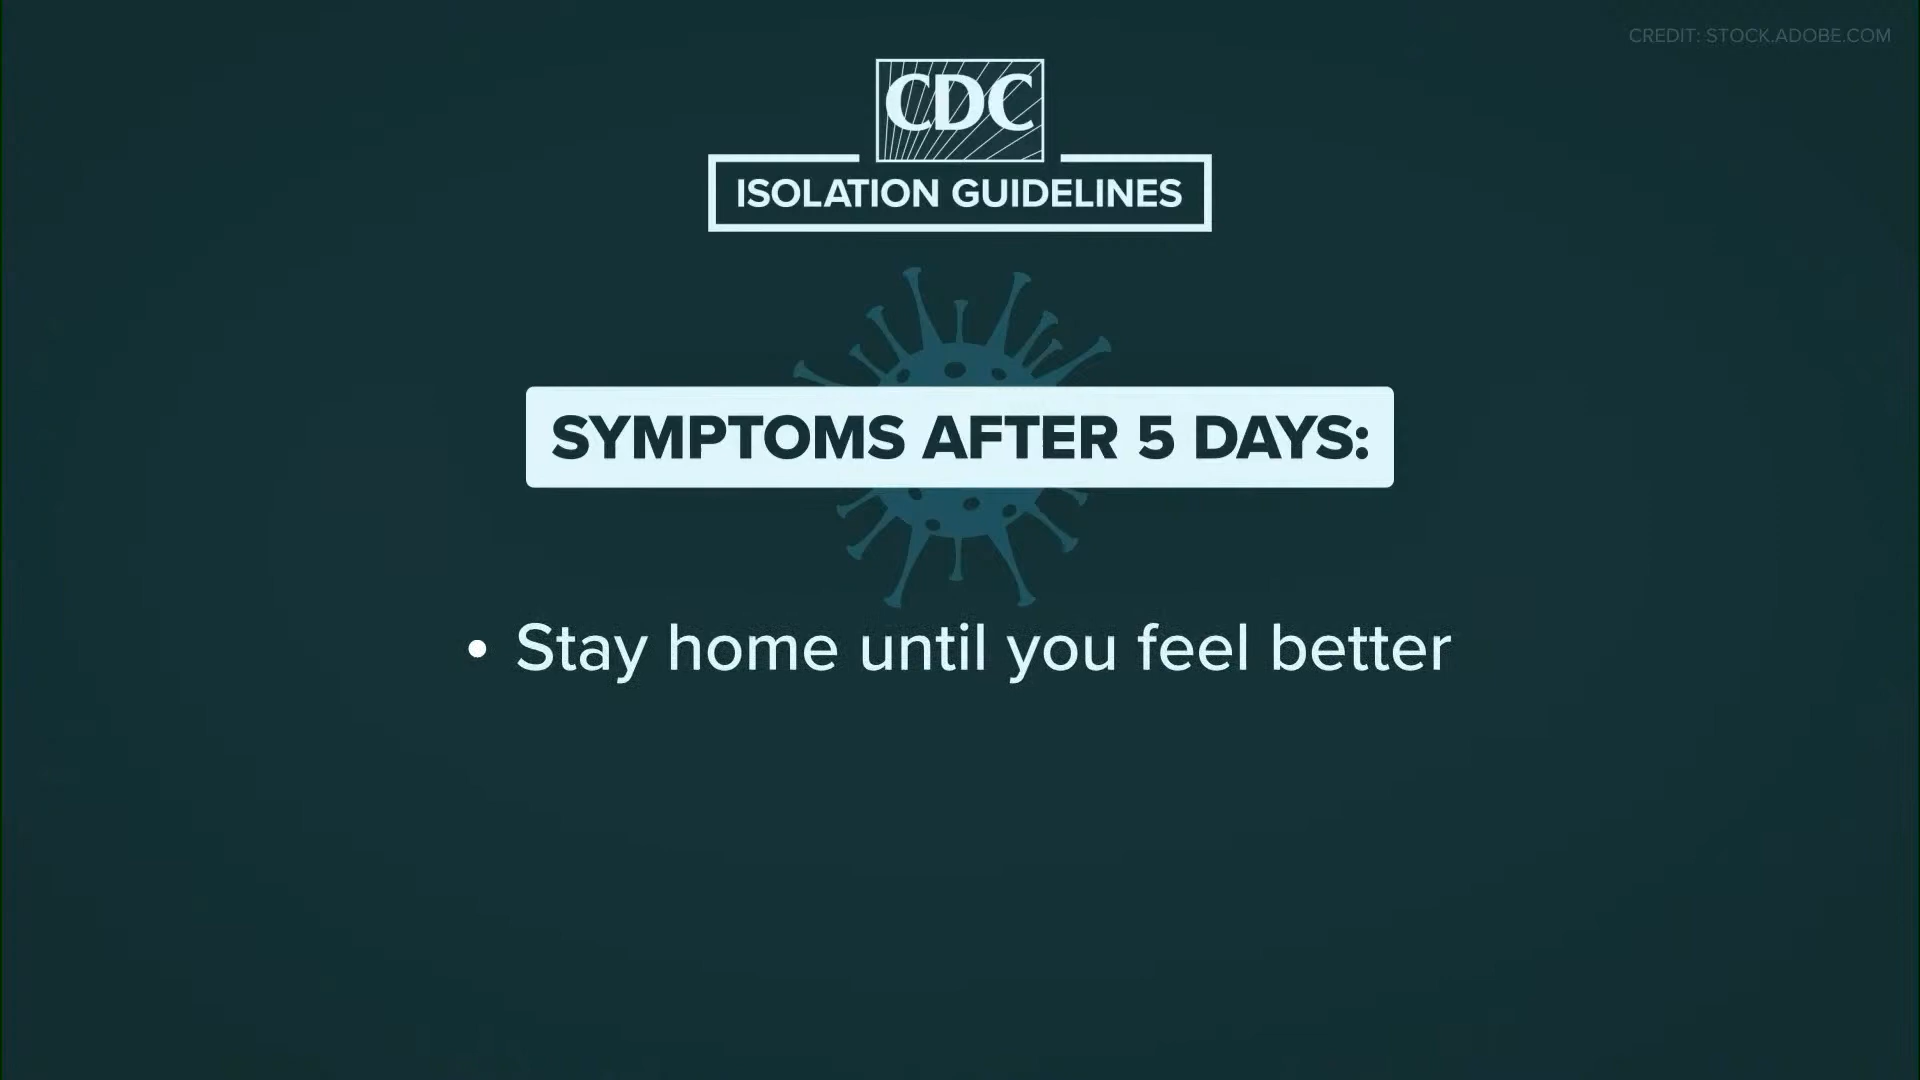 CREDIT: STOCK.ADOBE.COM
CDC
ISOLATION GUIDELINES
SYMPTOMS AFTER 5 DAYS:
• Stay home until you feel better